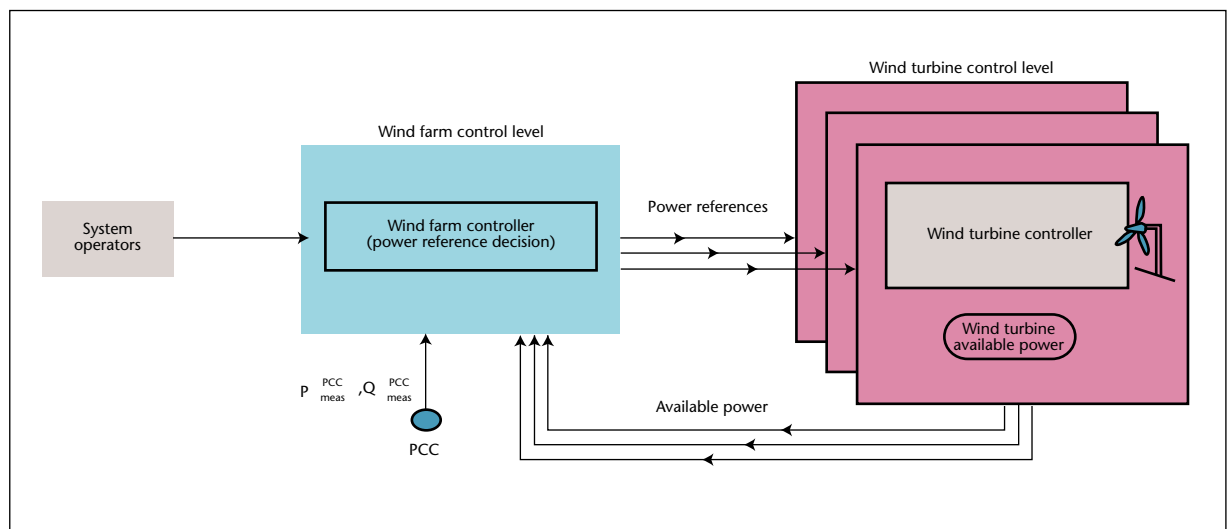 Wind turbine control level
Wind farm control level
System
operators
Wind farm controller
(power reference decision)
Power references
Wind turbine controller
Wind turbine
available power
P PCC meas ,Q PCC meas
PCC
Available power